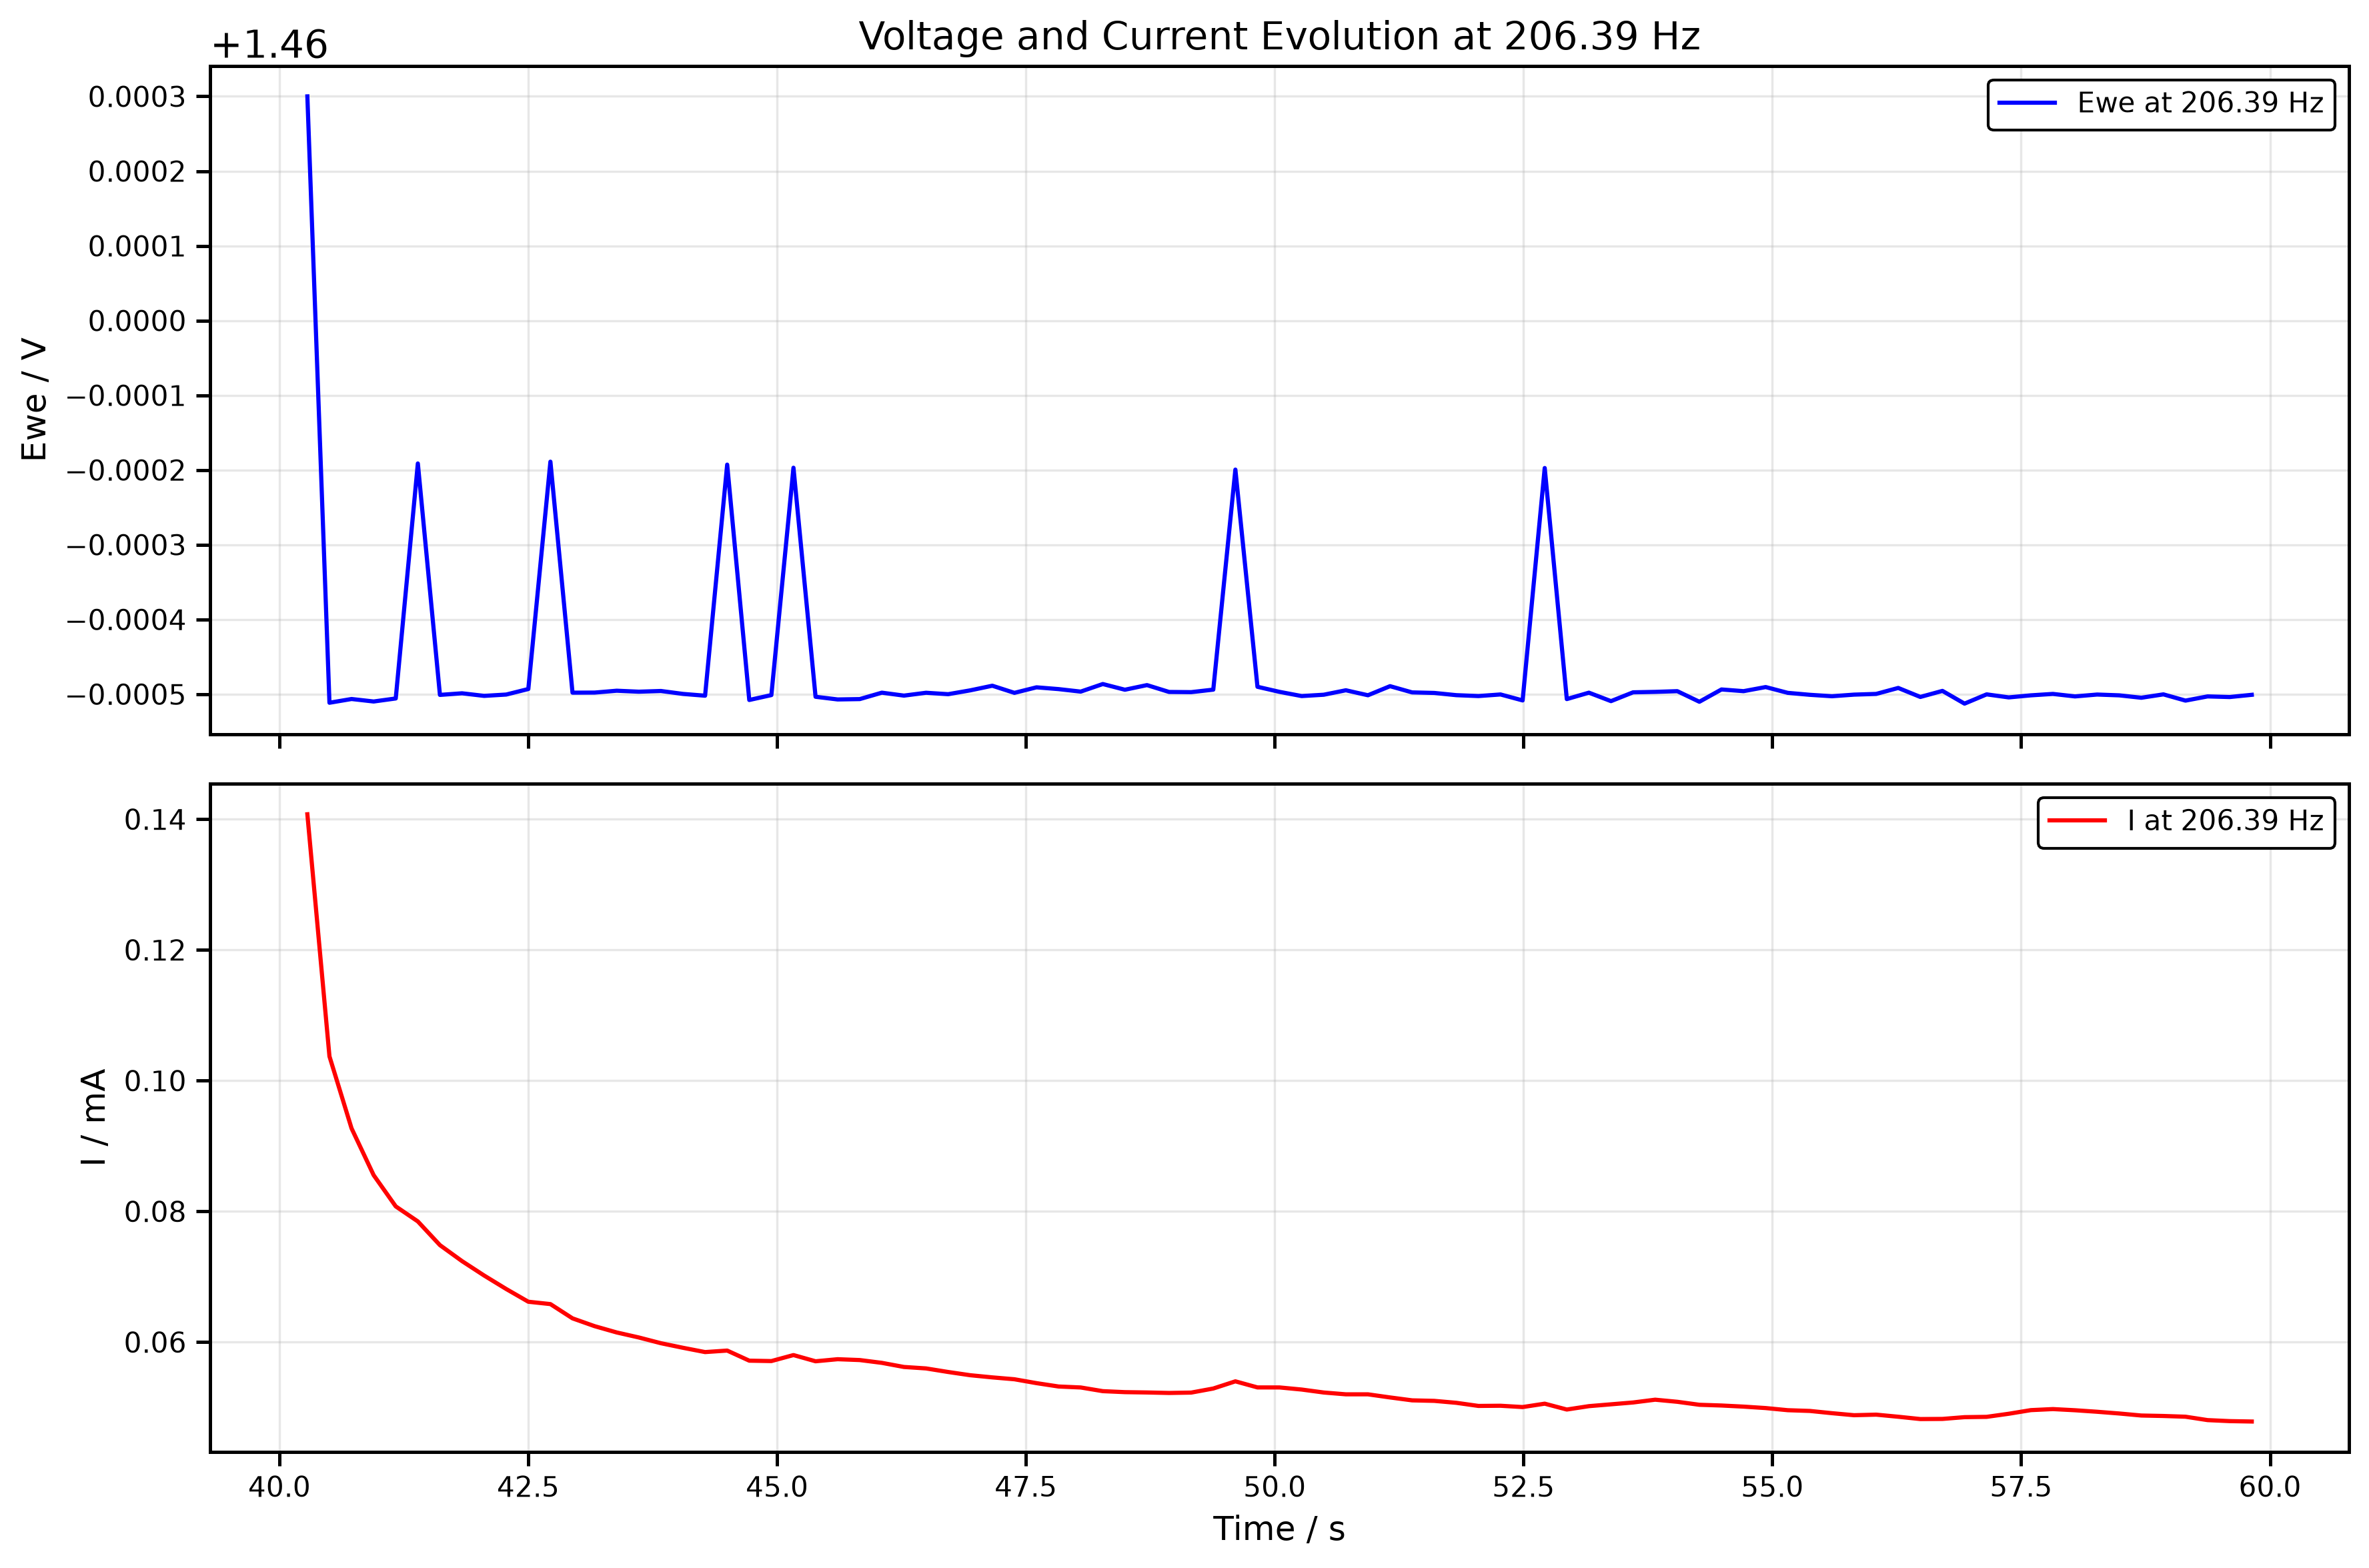 Voltage and Current Evolution at 206.39 Hz
+1.46
Ewe / V
0.0003
0.0002
0.0001
0.0000
−0.0001
−0.0002
−0.0003
−0.0004
−0.0005
Ewe at 206.39 Hz
I / mA
0.14
0.12
0.10
0.08
0.06
I at 206.39 Hz
40.0 42.5 45.0 47.5 50.0 52.5 55.0 57.5 60.0
Time / s